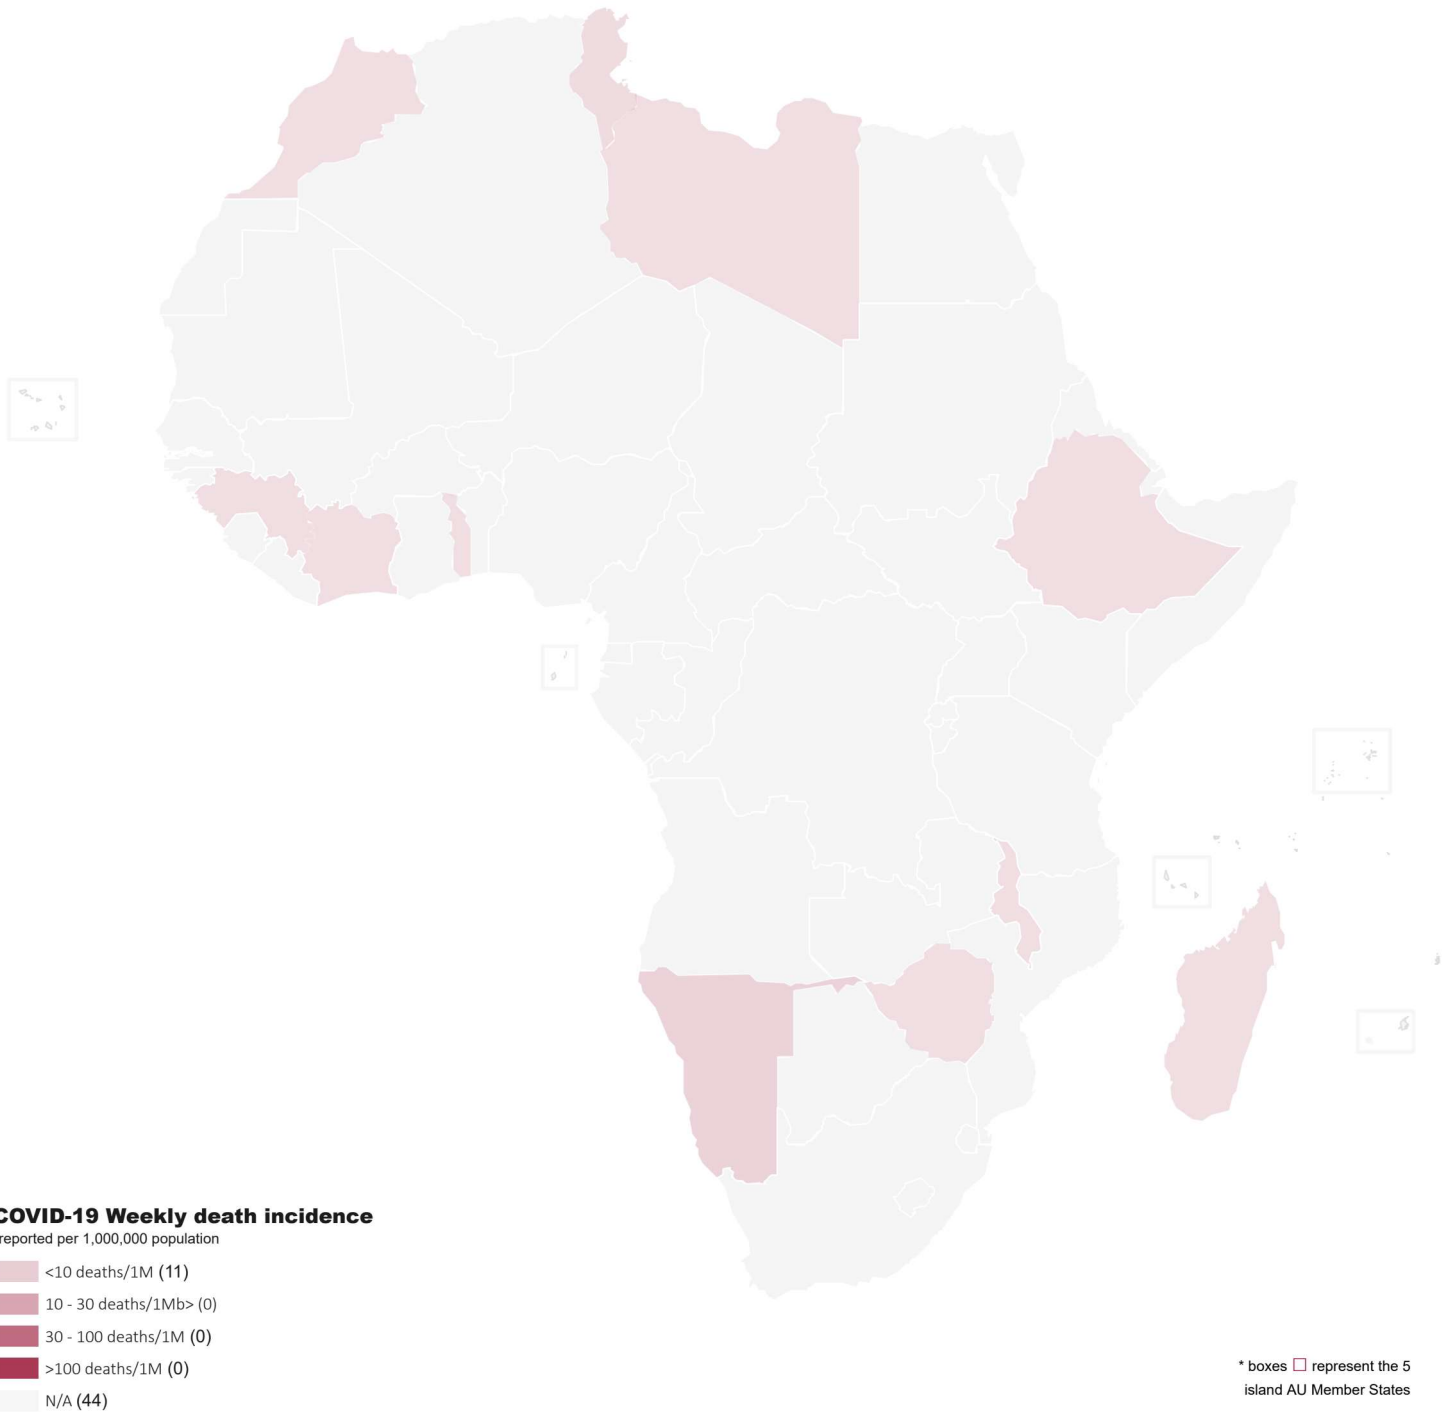 COVID-19 Weekly death incidence
reported per 1,000,000 population
<10 deaths/1M (11)
10 - 30 deaths/1Mb> (0)
30 - 100 deaths/1M (0)
>100 deaths/1M (0)
N/A (44)
* boxes □ represent the 5
island AU Member States